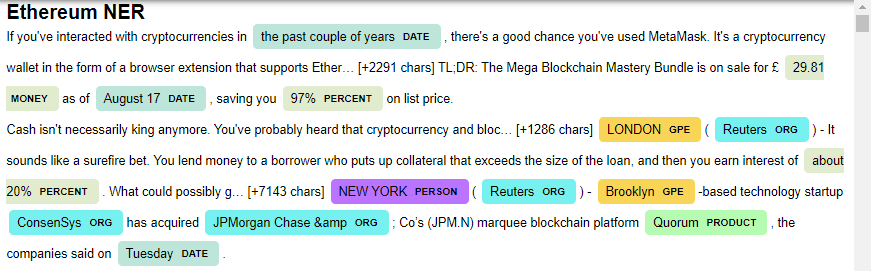 Ethereum NER
If you've interacted with cryptocurrencies in the past couple of years DATE , there's a good chance you've used MetaMask. It's a cryptocurrency
wallet in the form of a browser extension that supports Ether… [+2291 chars] TL;DR: The Mega Blockchain Mastery Bundle is on sale for £ 29.81
MONEY as of August 17 DATE , saving you 97% PERCENT on list price.
Cash isn't necessarily king anymore. You've probably heard that cryptocurrency and bloc… [+1286 chars] LONDON GPE ( Reuters ORG ) - It
sounds like a surefire bet. You lend money to a borrower who puts up collateral that exceeds the size of the loan, and then you earn interest of about
20% PERCENT . What could possibly g… [+7143 chars] NEW YORK PERSON ( Reuters ORG ) - Brooklyn GPE -based technology startup
ConsenSys ORG has acquired JPMorgan Chase &amp ORG ; Co's (JPM.N) marquee blockchain platform Quorum PRODUCT , the
companies said on Tuesday DATE .